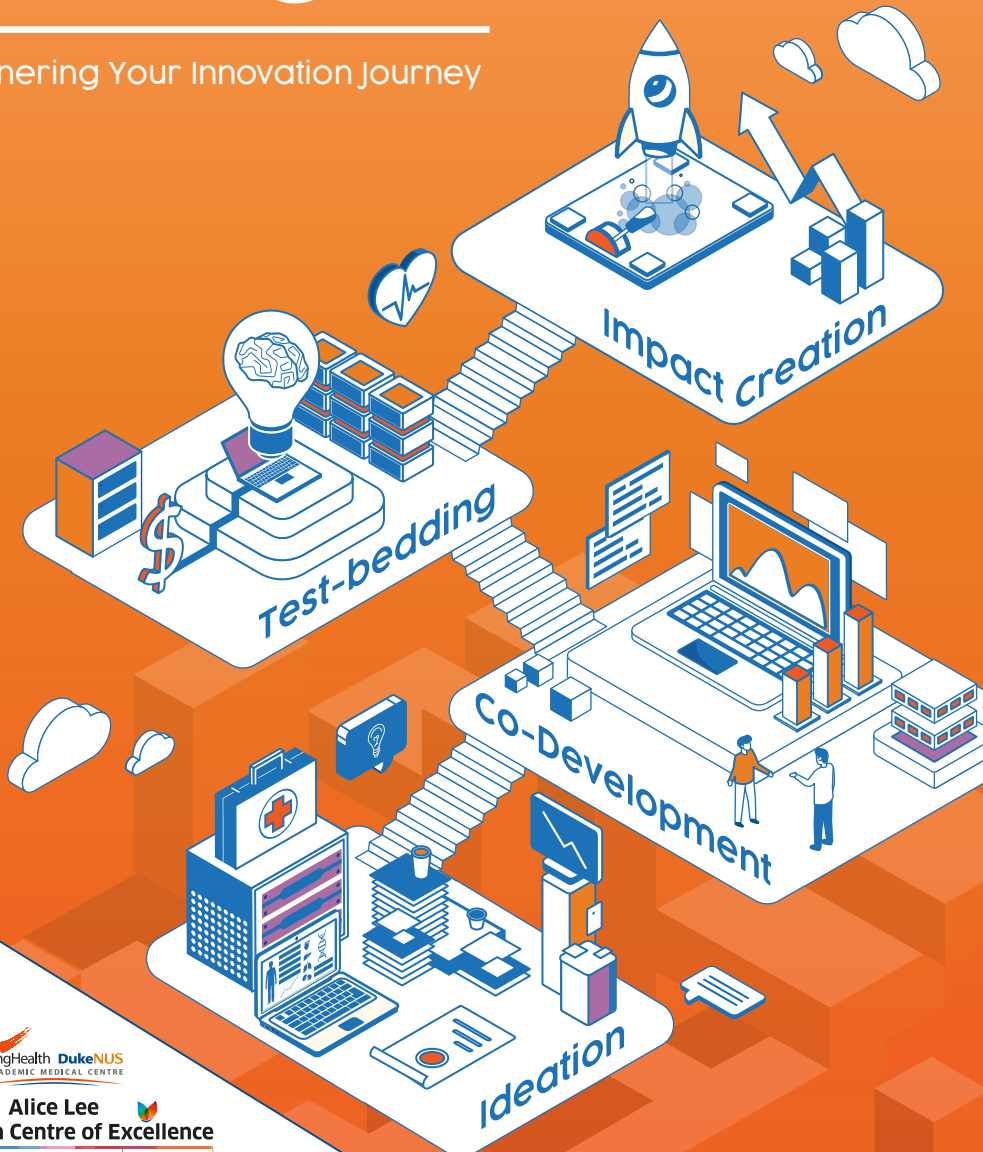 nering Your Innovation Journey
Impact Creation
Test-bedding
Co-Development
Ideation
ngHealth DukeNUS
ADEMIC MEDICAL CENTRE
Alice Lee
Centre of Excellence